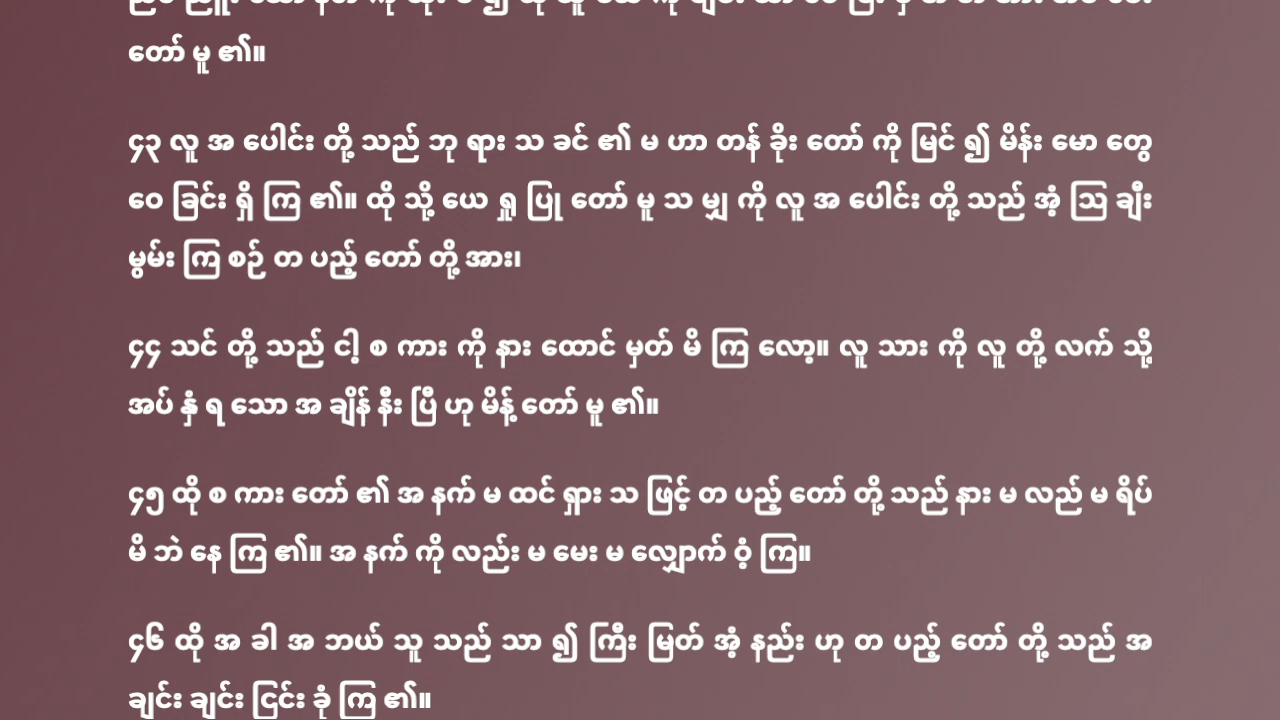 တော် မူ ၏။
၄၃ လူ အ ပေါင်း တို့ သည် ဘု ရား သ ခင် ၏ မ ဟာ တန် ခိုး တော် ကို မြင် ၍ မိန်း မော တွေ
ဝေ ခြင်း ရှိ ကြ ၏။ ထို သို့ ယေ ရှု ပြု တော် မူ သ မျှ ကို လူ အ ပေါင်း တို့ သည် အံ့ ဩ ချီး
မွမ်း ကြ စဉ် တ ပည့် တော် တို့ အား၊
၄၄ သင် တို့ သည် ငါ့ စ ကား ကို နား ထောင် မှတ် မိ ကြ လော့။ လူ သား ကို လူ တို့ လက် သို့
အပ် နှံ ရ သော အ ချိန် နီး ပြီ ဟု မိန့် တော် မူ ၏။
၄၅ ထို စ ကား တော် ၏ အ နက် မ ထင် ရှား သ ဖြင့် တ ပည့် တော် တို့ သည် နား မ လည် မ ရိပ်
မိ ဘဲ နေ ကြ ၏။ အ နက် ကို လည်း မ မေး မ လျှောက် ဝံ့ ကြ။
၄၆ ထို အ ခါ အ ဘယ် သူ သည် သာ ၍ ကြီး မြတ် အံ့ နည်း ဟု တ ပည့် တော် တို့ သည် အ
ချင်း ချင်း ငြင်း ခုံ ကြ ၏။